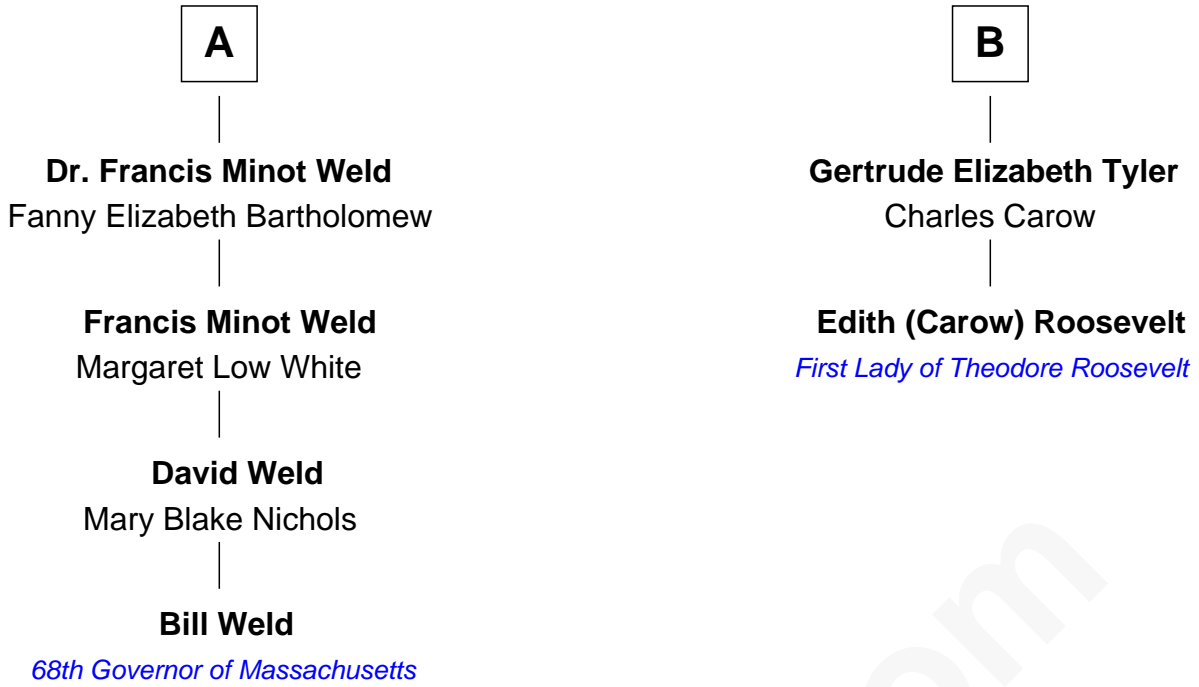 A
Dr. Francis Minot Weld
Fanny Elizabeth Bartholomew
Francis Minot Weld
Margaret Low White
David Weld
Mary Blake Nichols
Bill Weld
68th Governor of Massachusetts
B
Gertrude Elizabeth Tyler
Charles Carow
Edith (Carow) Roosevelt
First Lady of Theodore Roosevelt
om